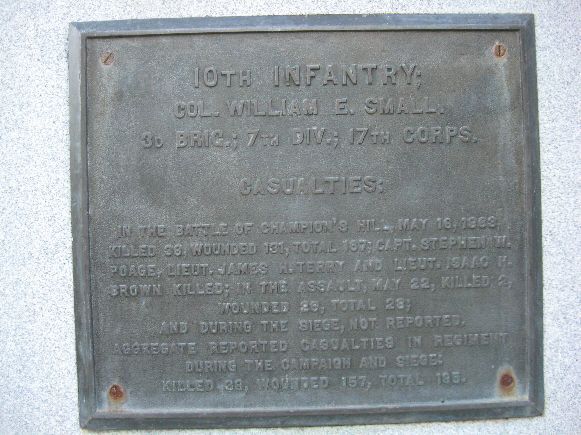 10TH INFANTRY;
COL. WILLIAM E. SMALL.
3D BRIG.; 7TH DIV.; 17TH CORPS.
CASUALTIES:
IN THE BATTLE OF CHAMPION'S HILL, MAY 16, 1863,
KILLED 36, WOUNDED 131, TOTAL 167; CAPT. STEPHEN W.
POAGE, LIEUT. JAMES H. TERRY AND LIEUT. ISAAC H.
BROWN KILLED; IN THE ASSAULT, MAY 22, KILLED 2,
WOUNDED 26, TOTAL 28;
AND DURING THE SIEGE, NOT REPORTED.
AGGREGATE REPORTED CASUALTIES IN REGIMENT
DURING THE CAMPAIGN AND SIEGE:
KILLED 38, WOUNDED 157, TOTAL 195.